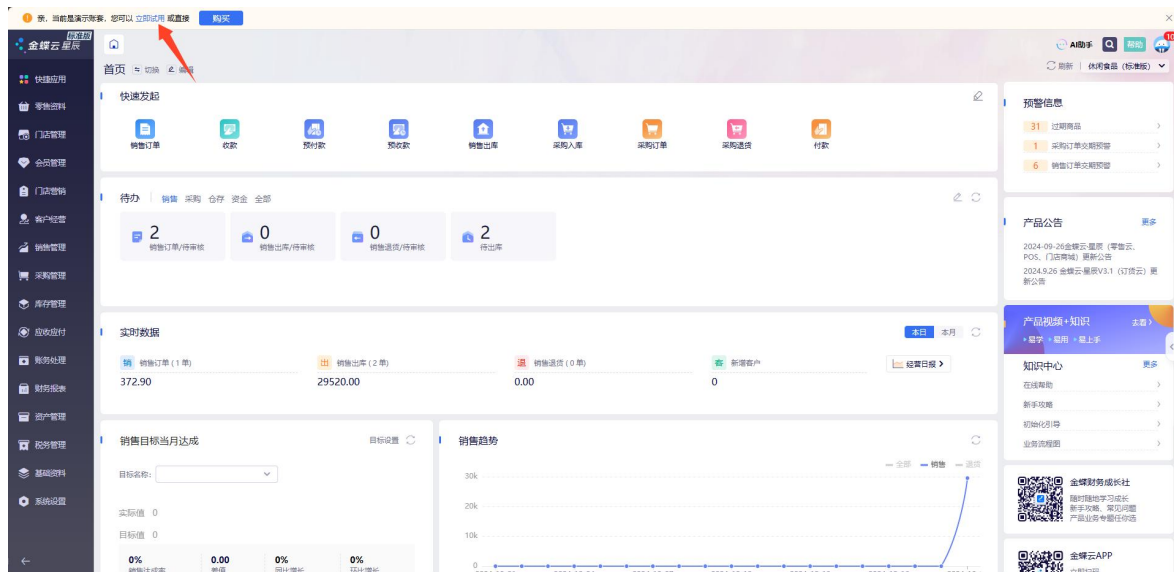 亲，当前是演示账套，您可以 立即试用 或直接 购买
金蝶云星辰 标准版
AI助手 帮助 10
首页 切换 编辑
刷新 休闲食品（标准版）
快捷应用
零售资料
门店管理
会员管理
门店营销
客户经营
销售管理
采购管理
库存管理
应收应付
账务处理
财务报表
资产管理
税务管理
基础资料
系统设置
快速发起
销售订单 收款 预付款 预收款 销售出库 采购入库 采购订单 采购退货 付款
待办 销售 采购 仓存 资金 全部
2 0 0 2
销售订单/待审核 销售出库/待审核 销售退货/待审核 待出库
实时数据 本日 本月
销 销售订单 (1 单) 出 销售出库 (2 单) 退 销售退货 (0 单) 客 新增客户 经营日报
372.90 29520.00 0.00 0
销售目标当月达成 目标设置
目标名称:
实际值 0
目标值 0
0% 0.00 0% 0%
销售趋势
全部 销售 退货
30k
20k
10k
0
预警信息
31 过期商品
1 采购订单交期预警
6 销售订单交期预警
产品公告 更多
2024-09-26金蝶云·星辰（零售云、
POS、门店商城）更新公告
2024.9.26 金蝶云·星辰V3.1（订货云）更
新公告
产品视频+知识 去看
易学 易用 易上手
知识中心 更多
在线帮助
新手攻略
初始化引导
业务流程图
金蝶财务成长社
随时随地学习成长
新手攻略、常见问题
产品业务专题任你选
金蝶云APP